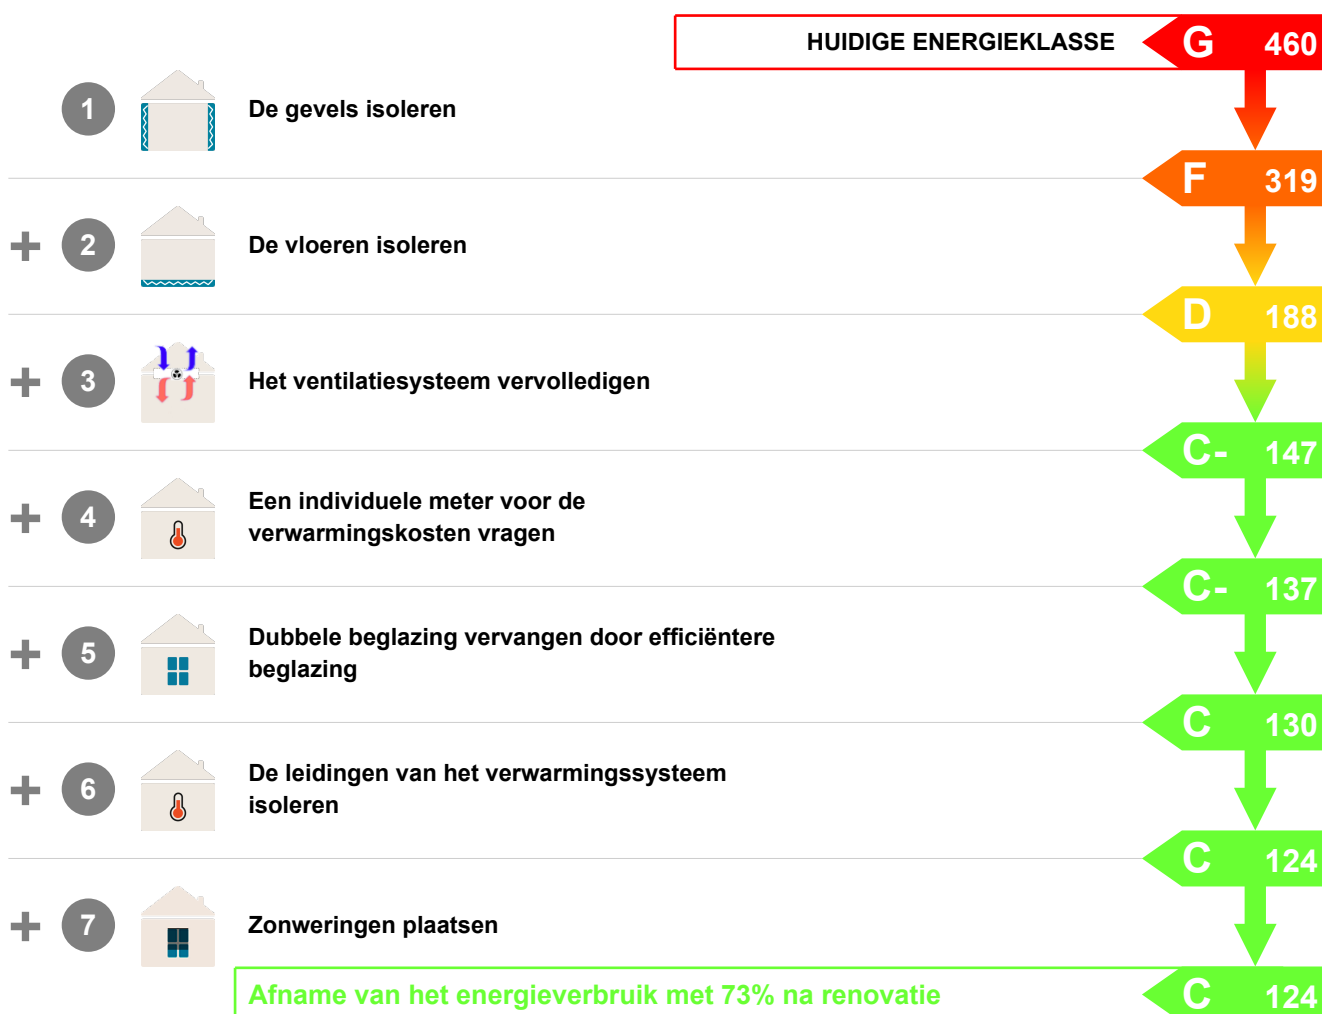 HUIDIGE ENERGIEKLASSE G 460
1 De gevels isoleren
F 319
+ 2 De vloeren isoleren
D 188
+ 3 Het ventilatiesysteem vervolledigen
C- 147
+ 4 Een individuele meter voor de
verwarmingskosten vragen
C- 137
+ 5 Dubbele beglazing vervangen door efficiëntere
beglazing
C 130
+ 6 De leidingen van het verwarmingssysteem
isoleren
C 124
+ 7 Zonweringen plaatsen
Afname van het energieverbruik met 73% na renovatie C 124